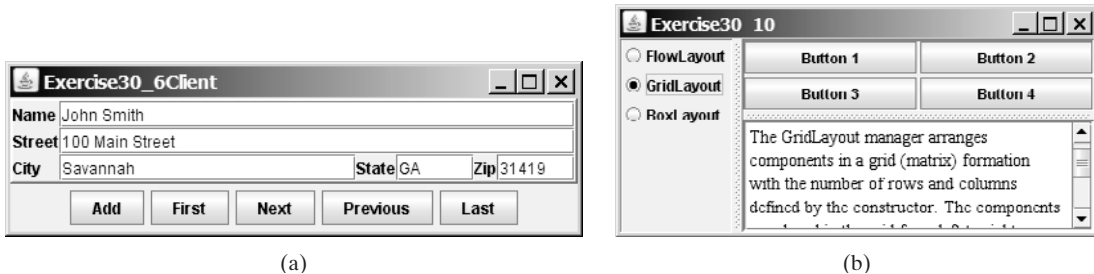 Exercise30_6Client
Name John Smith
Street 100 Main Street
City Savannah State GA Zip 31419
Add First Next Previous Last
(a)
Exercise30 10
FlowLayout
GridLayout
BoxLayout
Button 1 Button 2
Button 3 Button 4
The GridLayout manager arranges
components in a grid (matrix) formation
with the number of rows and columns
defined by the constructor. The components
(b)